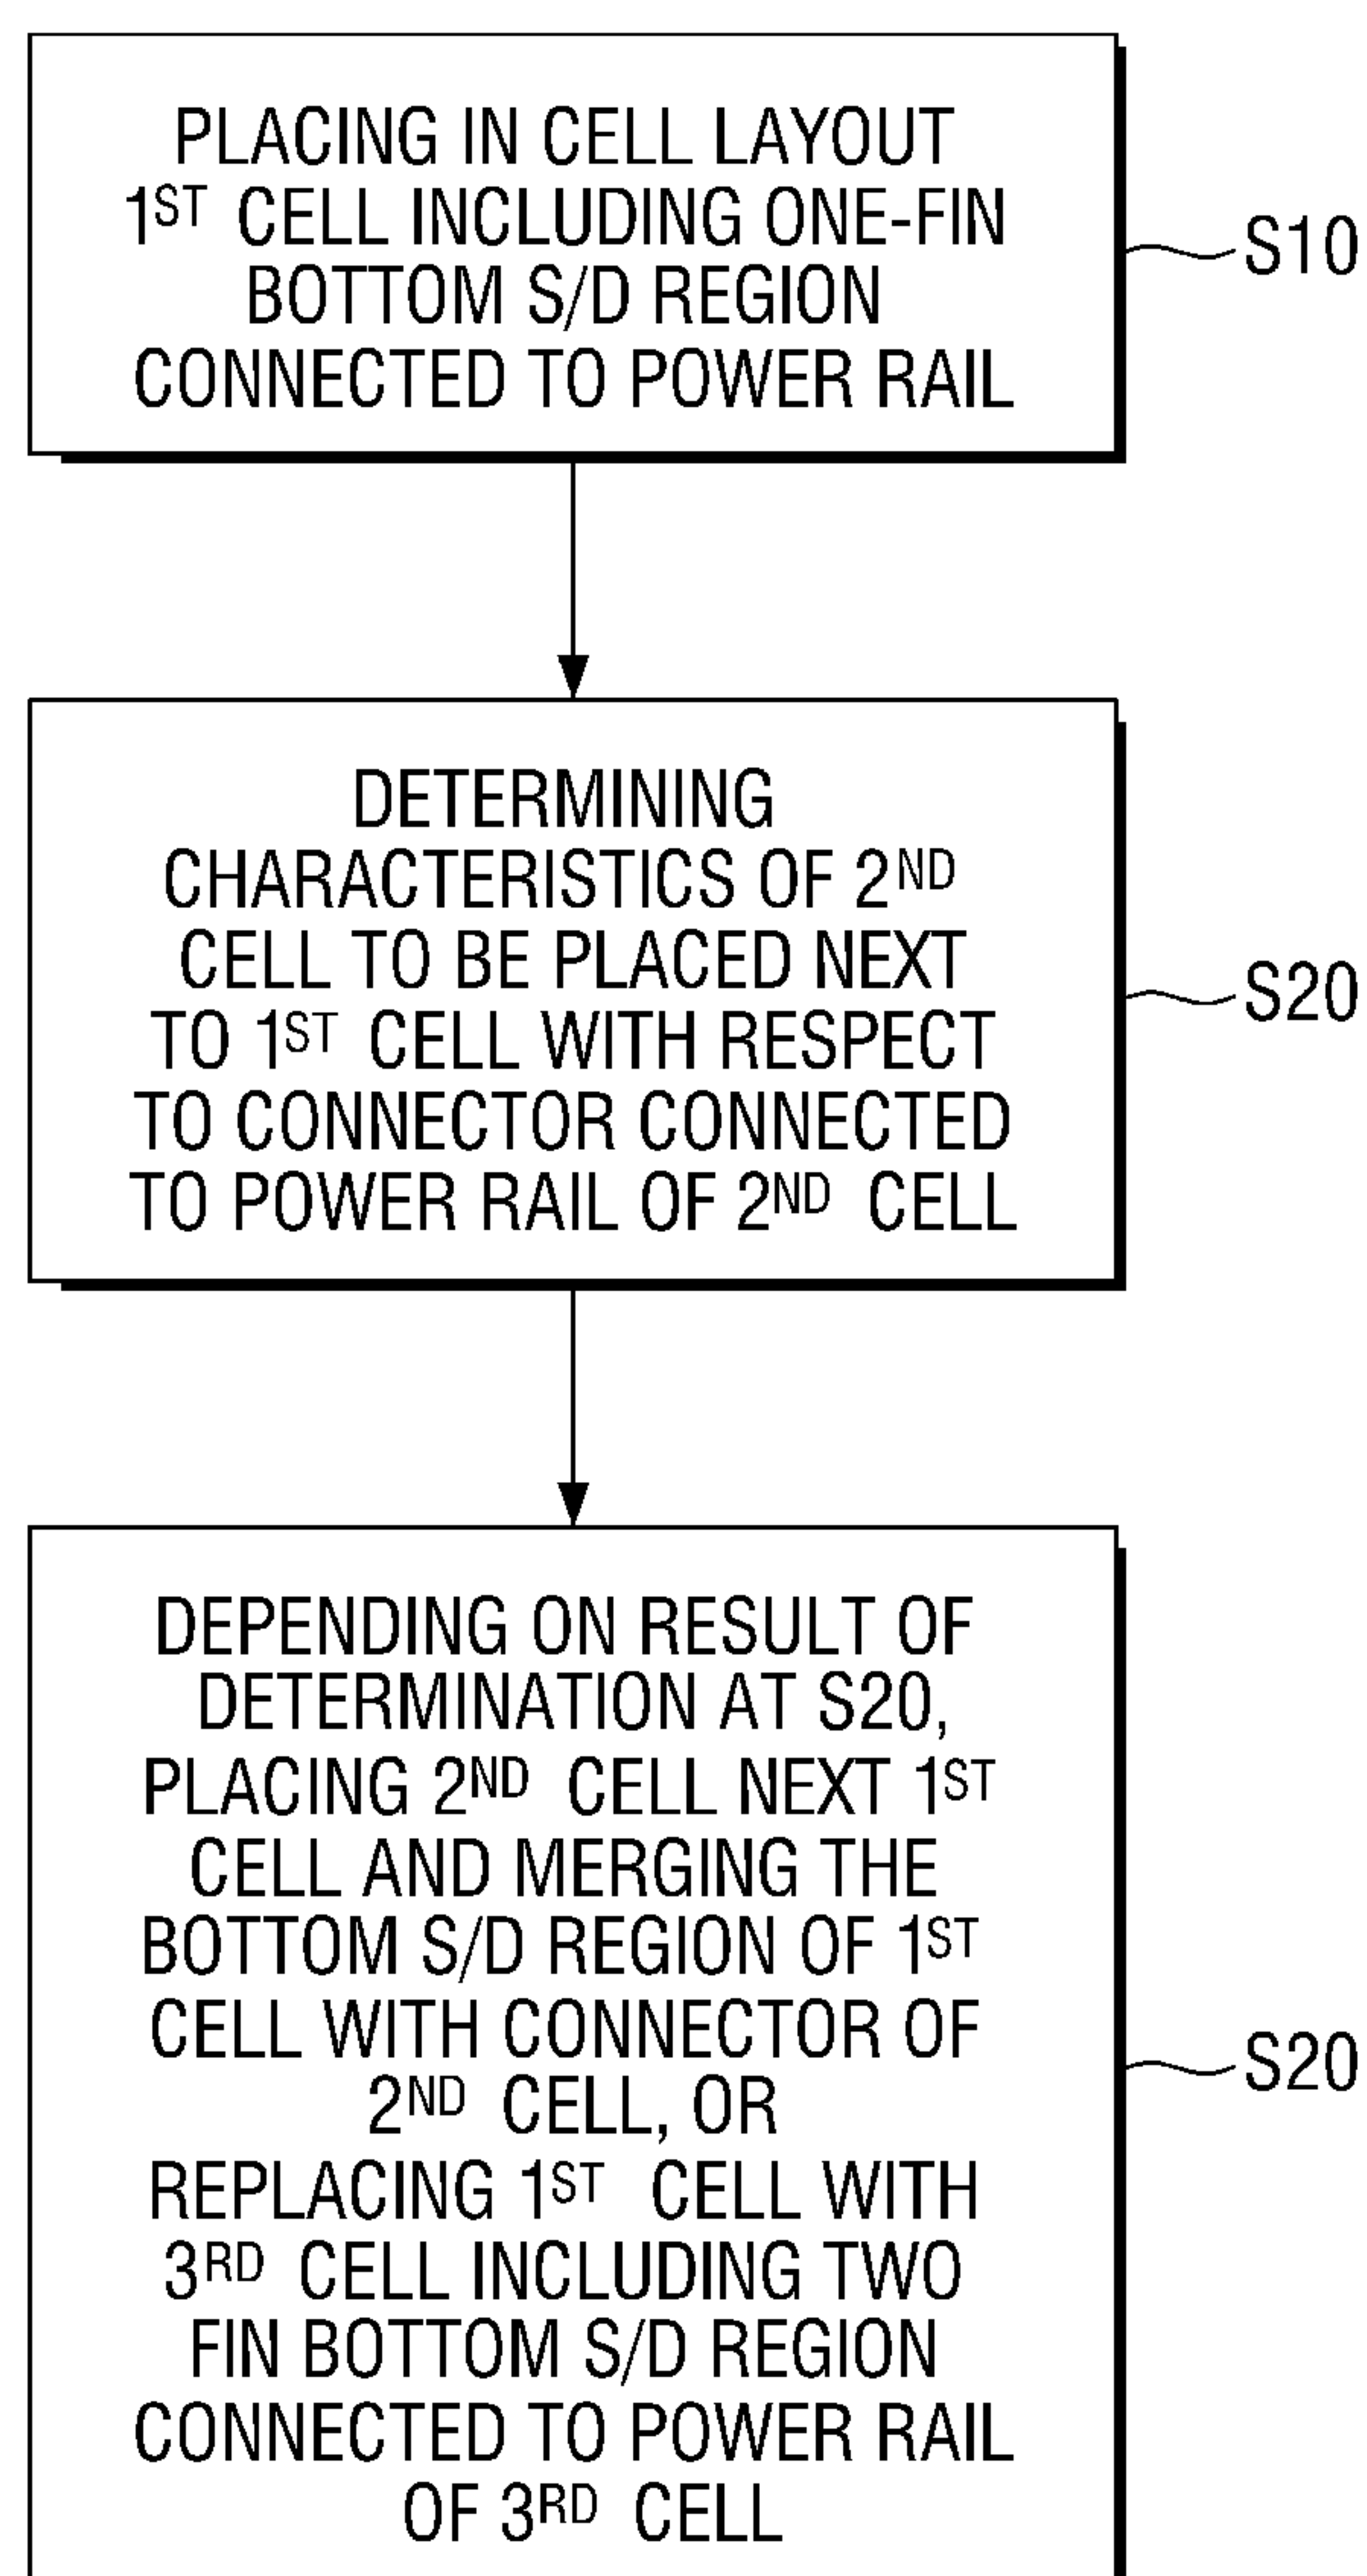 PLACING IN CELL LAYOUT
1ST CELL INCLUDING ONE-FIN
BOTTOM S/D REGION
CONNECTED TO POWER RAIL
S10
DETERMINING
CHARACTERISTICS OF 2ND
CELL TO BE PLACED NEXT
TO 1ST CELL WITH RESPECT
TO CONNECTOR CONNECTED
TO POWER RAIL OF 2ND CELL
S20
DEPENDING ON RESULT OF
DETERMINATION AT S20,
PLACING 2ND CELL NEXT 1ST
CELL AND MERGING THE
BOTTOM S/D REGION OF 1ST
CELL WITH CONNECTOR OF
2ND CELL, OR
REPLACING 1ST CELL WITH
3RD CELL INCLUDING TWO
FIN BOTTOM S/D REGION
CONNECTED TO POWER RAIL
OF 3RD CELL
S20